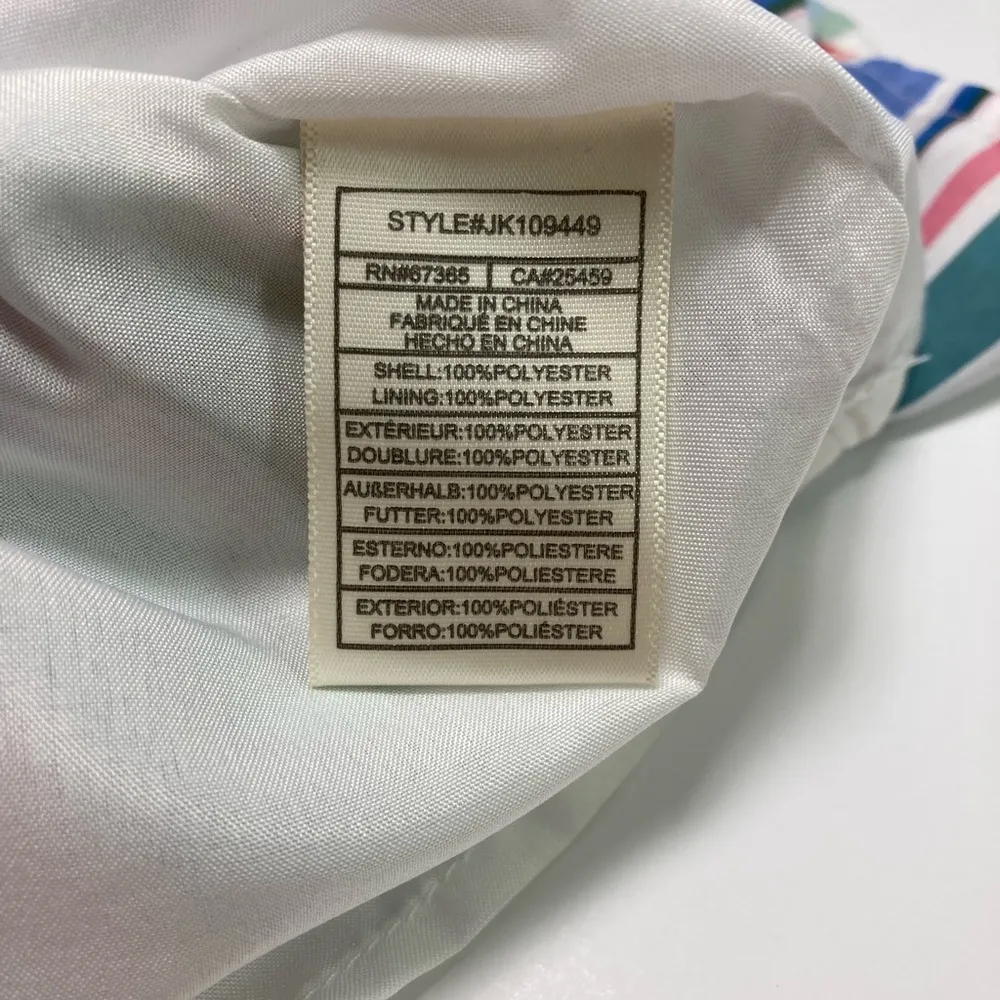 STYLE#JK109449
RN#67365 CA#25459
MADE IN CHINA
FABRIQUÉ EN CHINE
HECHO EN CHINA
SHELL:100%POLYESTER
LINING:100%POLYESTER
EXTÉRIEUR:100%POLYESTER
DOUBLURE:100%POLYESTER
AUßERHALB:100%POLYESTER
FUTTER:100%POLYESTER
ESTERNO:100%POLIESTERE
FODERA:100%POLIESTERE
EXTERIOR:100%POLIÉSTER
FORRO:100%POLIÉSTER